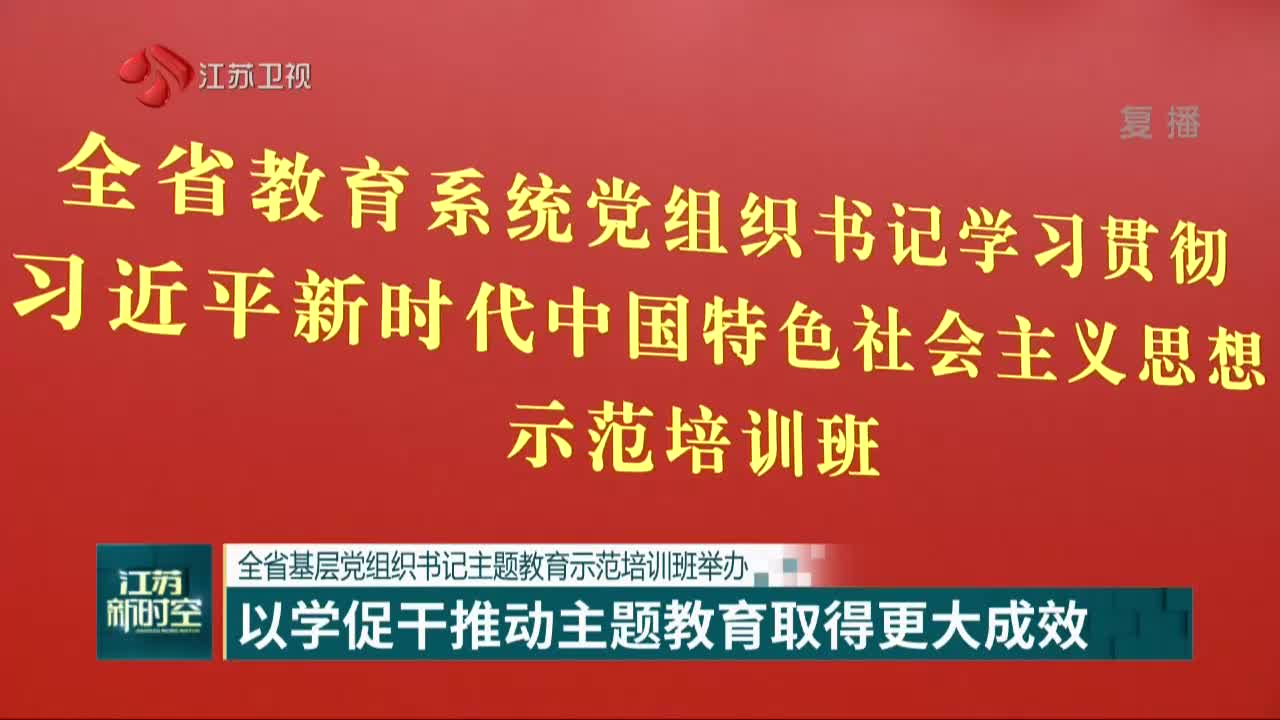 江苏卫视
复播
全省教育系统党组织书记学习贯彻
习近平新时代中国特色社会主义思想
示范培训班
全省基层党组织书记主题教育示范培训班举办
江苏
新时空
以学促干推动主题教育取得更大成效